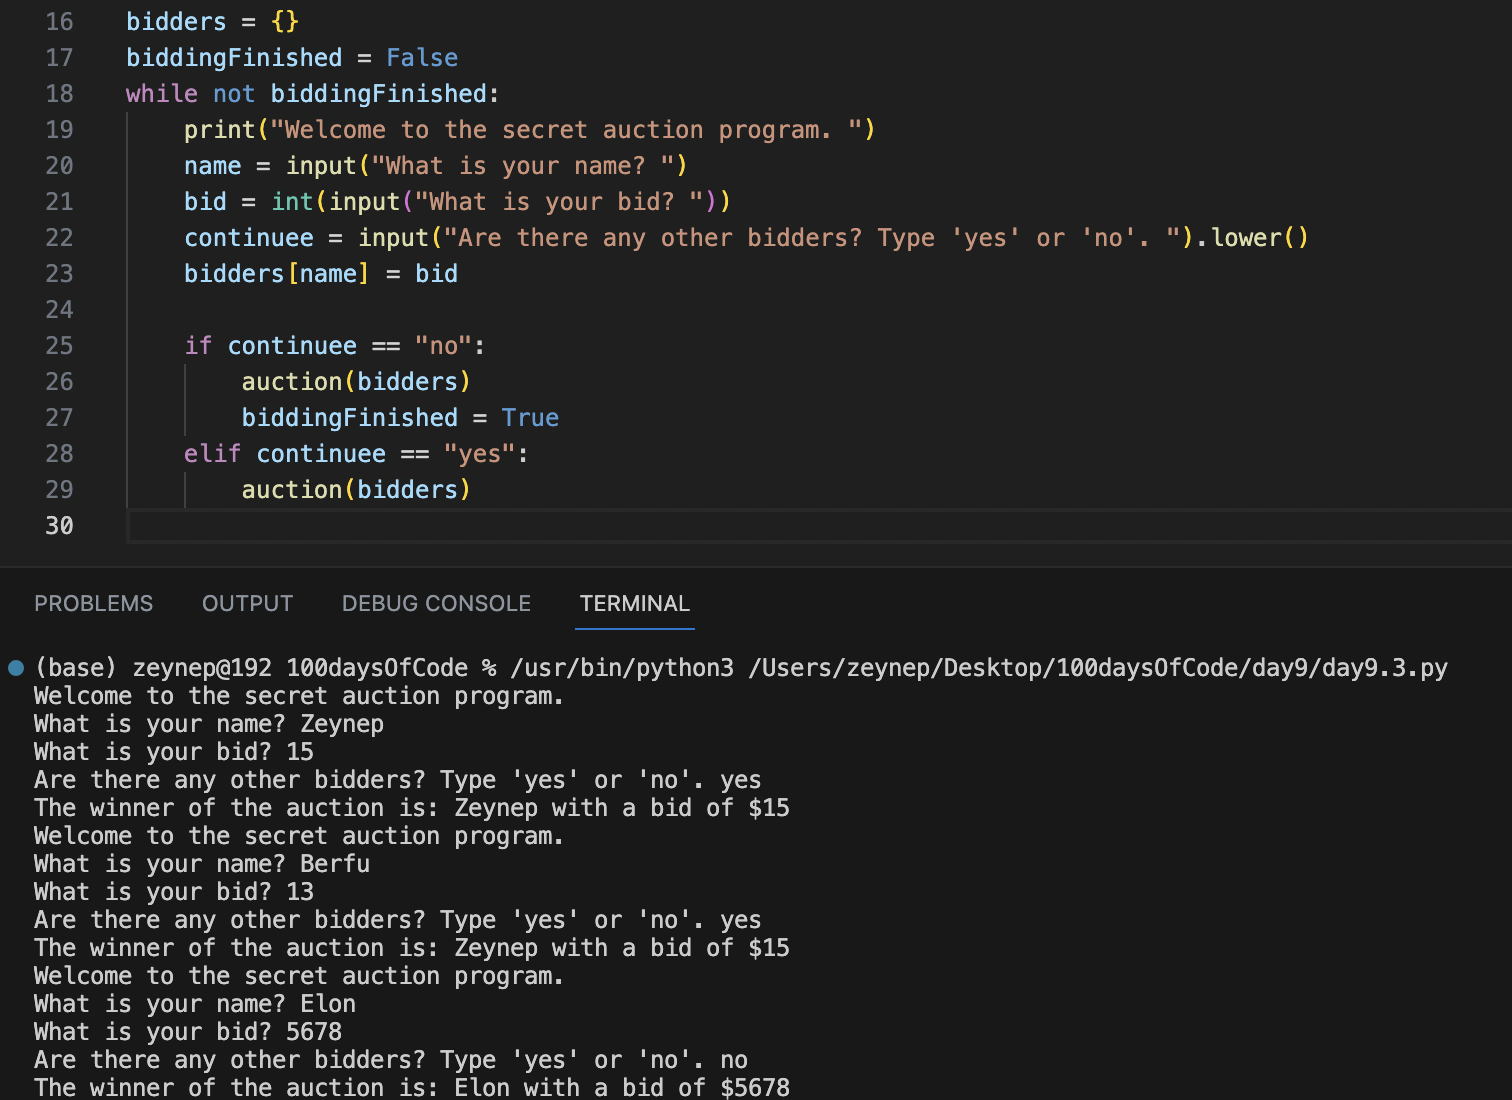 16 bidders = {}
17 biddingFinished = False
18 while not biddingFinished:
19     print("Welcome to the secret auction program. ")
20     name = input("What is your name? ")
21     bid = int(input("What is your bid? "))
22     continuee = input("Are there any other bidders? Type 'yes' or 'no'. ").lower()
23     bidders[name] = bid
24
25     if continuee == "no":
26         auction(bidders)
27         biddingFinished = True
28     elif continuee == "yes":
29         auction(bidders)
30
PROBLEMS OUTPUT DEBUG CONSOLE TERMINAL
(base) zeynep@192 100daysOfCode % /usr/bin/python3 /Users/zeynep/Desktop/100daysOfCode/day9/day9.3.py
Welcome to the secret auction program.
What is your name? Zeynep
What is your bid? 15
Are there any other bidders? Type 'yes' or 'no'. yes
The winner of the auction is: Zeynep with a bid of $15
Welcome to the secret auction program.
What is your name? Berfu
What is your bid? 13
Are there any other bidders? Type 'yes' or 'no'. yes
The winner of the auction is: Zeynep with a bid of $15
Welcome to the secret auction program.
What is your name? Elon
What is your bid? 5678
Are there any other bidders? Type 'yes' or 'no'. no
The winner of the auction is: Elon with a bid of $5678